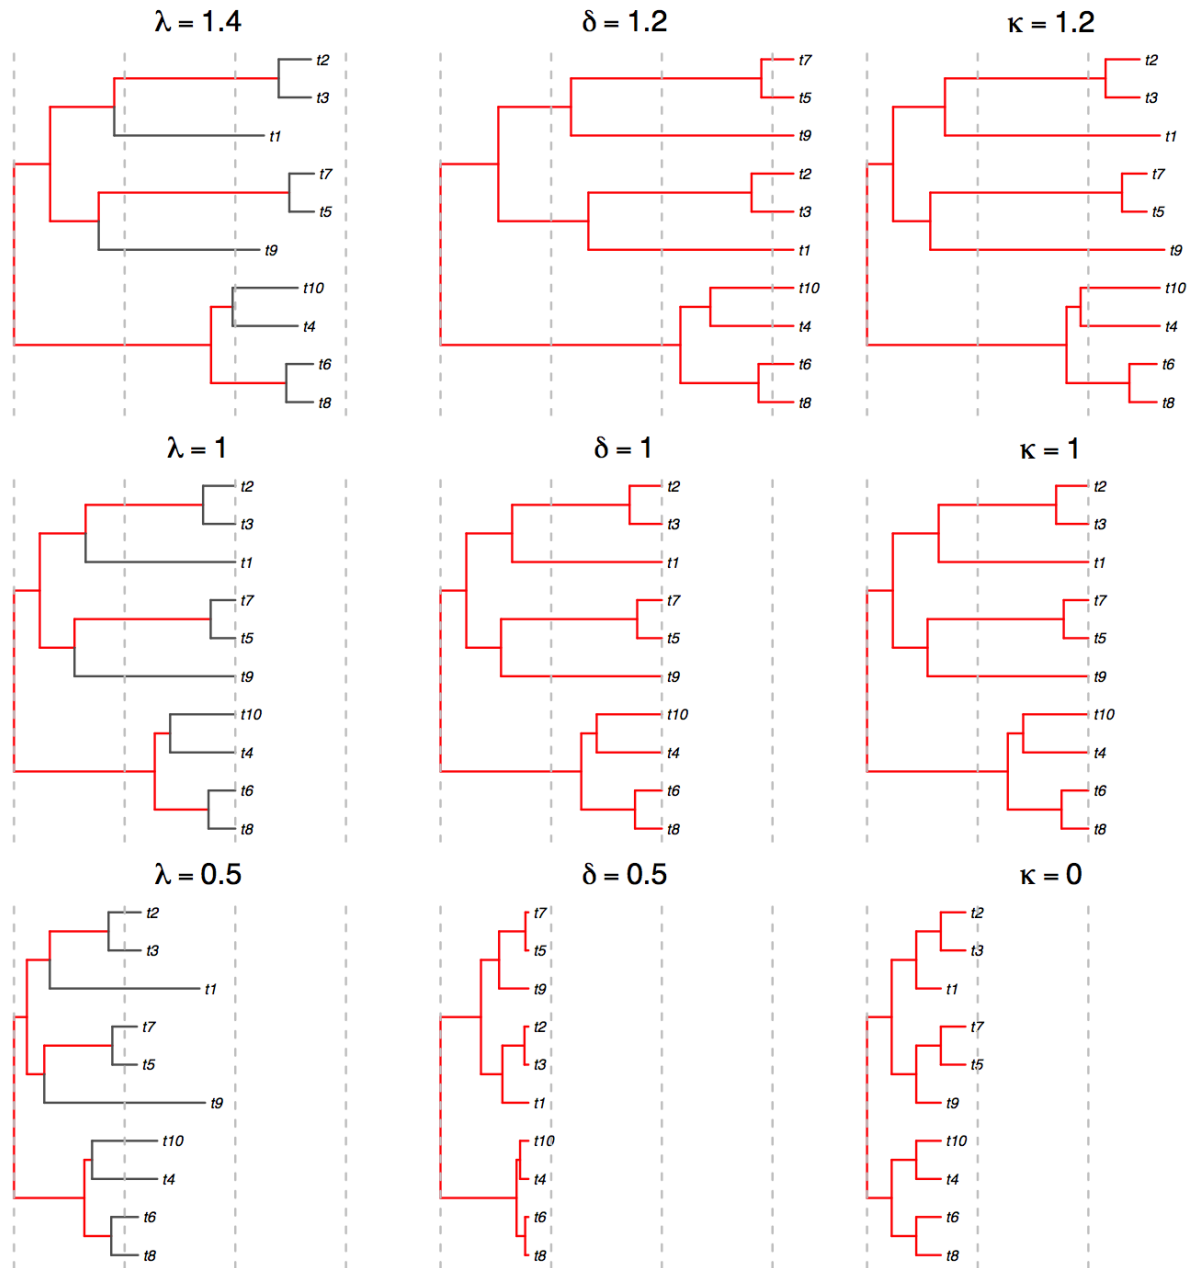 λ = 1.4
t2
t3
t1
t7
t5
t9
t10
t4
t6
t8
δ = 1.2
t7
t5
t9
t2
t3
t1
t10
t4
t6
t8
κ = 1.2
t2
t3
t1
t7
t5
t9
t10
t4
t6
t8
λ = 1
t2
t3
t1
t7
t5
t9
t10
t4
t6
t8
δ = 1
t2
t3
t1
t7
t5
t9
t10
t4
t6
t8
κ = 1
t2
t3
t1
t7
t5
t9
t10
t4
t6
t8
λ = 0.5
t2
t3
t1
t7
t5
t9
t10
t4
t6
t8
δ = 0.5
t7
t5
t9
t2
t3
t1
t10
t4
t6
t8
κ = 0
t2
t3
t1
t7
t5
t9
t10
t4
t6
t8